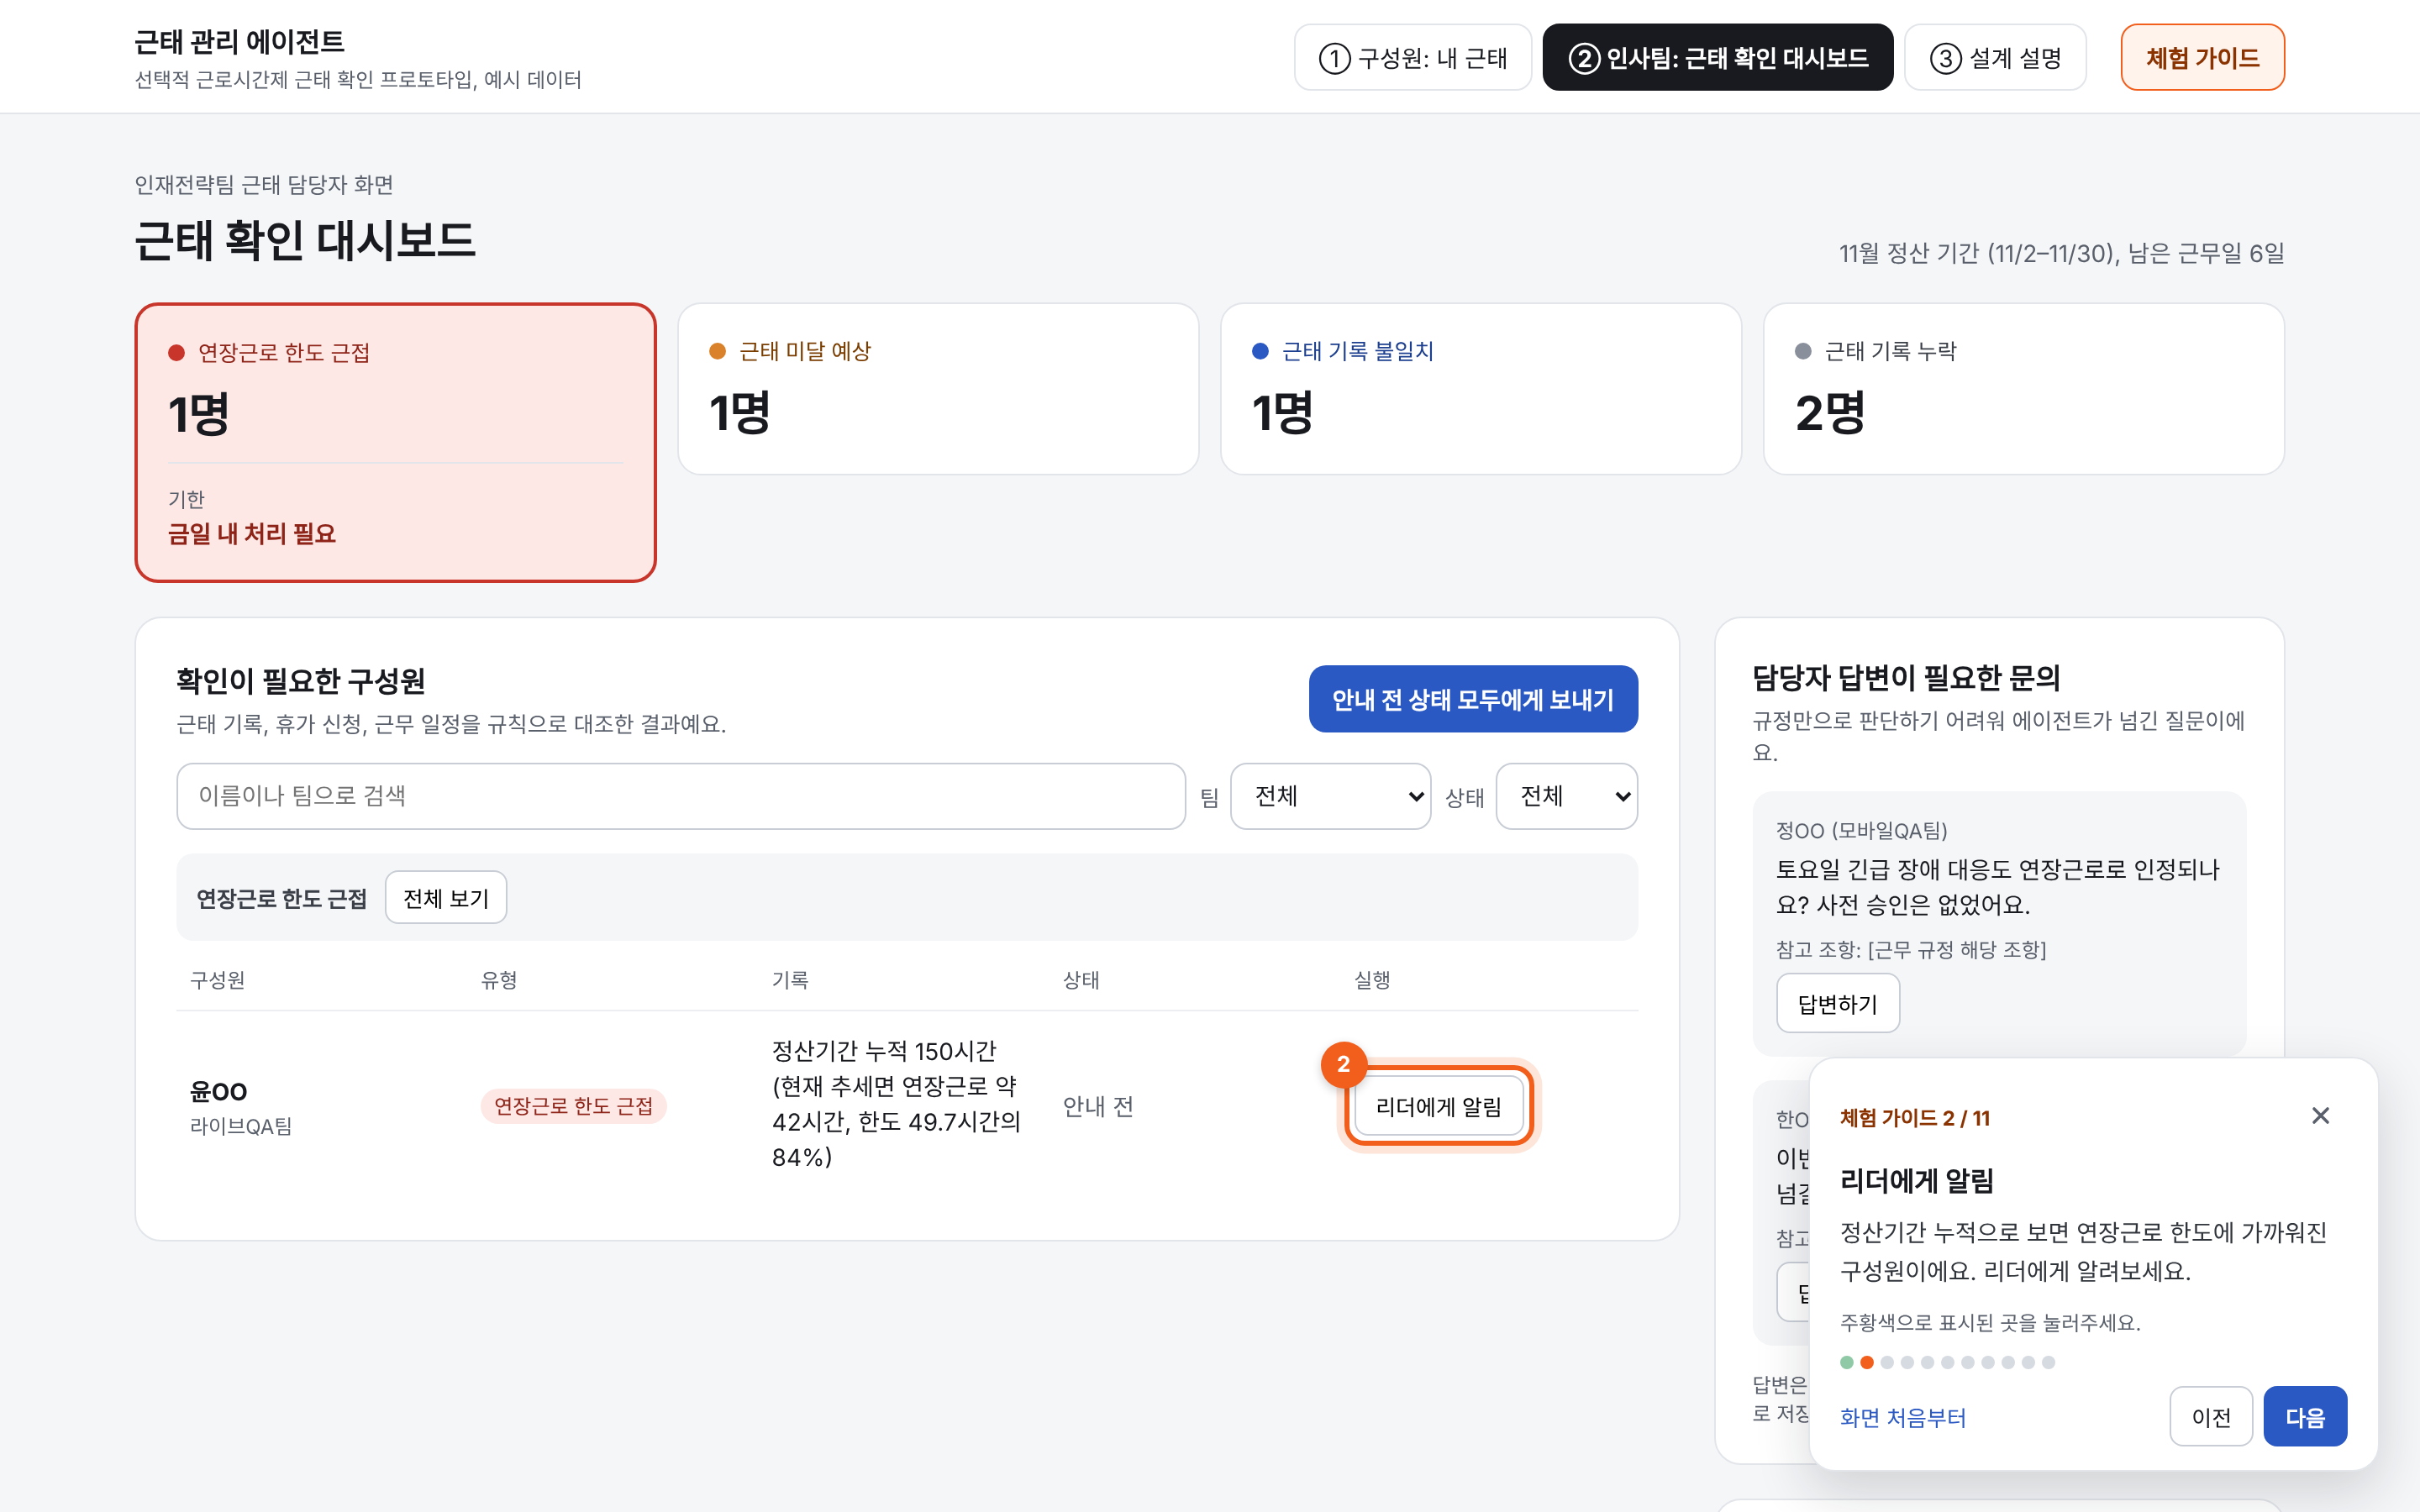 근태 관리 에이전트
선택적 근로시간제 근태 확인 프로토타입, 예시 데이터
① 구성원: 내 근태
② 인사팀: 근태 확인 대시보드
③ 설계 설명
체험 가이드
인재전략팀 근태 담당자 화면
근태 확인 대시보드
11월 정산 기간 (11/2–11/30), 남은 근무일 6일
연장근로 한도 근접
1명
기한
금일 내 처리 필요
근태 미달 예상
1명
근태 기록 불일치
1명
근태 기록 누락
2명
확인이 필요한 구성원
근태 기록, 휴가 신청, 근무 일정을 규칙으로 대조한 결과예요.
안내 전 상태 모두에게 보내기
이름이나 팀으로 검색
팀
전체
상태
전체
연장근로 한도 근접
전체 보기
구성원
유형
기록
상태
실행
윤OO
라이브QA팀
연장근로 한도 근접
정산기간 누적 150시간
(현재 추세면 연장근로 약
42시간, 한도 49.7시간의
84%)
안내 전
2
리더에게 알림
담당자 답변이 필요한 문의
규정만으로 판단하기 어려워 에이전트가 넘긴 질문이에
요.
정OO (모바일QA팀)
토요일 긴급 장애 대응도 연장근로로 인정되나
요? 사전 승인은 없었어요.
참고 조항: [근무 규정 해당 조항]
답변하기
참고
답변은
로 저장
체험 가이드 2 / 11
✕
리더에게 알림
정산기간 누적으로 보면 연장근로 한도에 가까워진
구성원이에요. 리더에게 알려보세요.
주황색으로 표시된 곳을 눌러주세요.
화면 처음부터
이전
다음